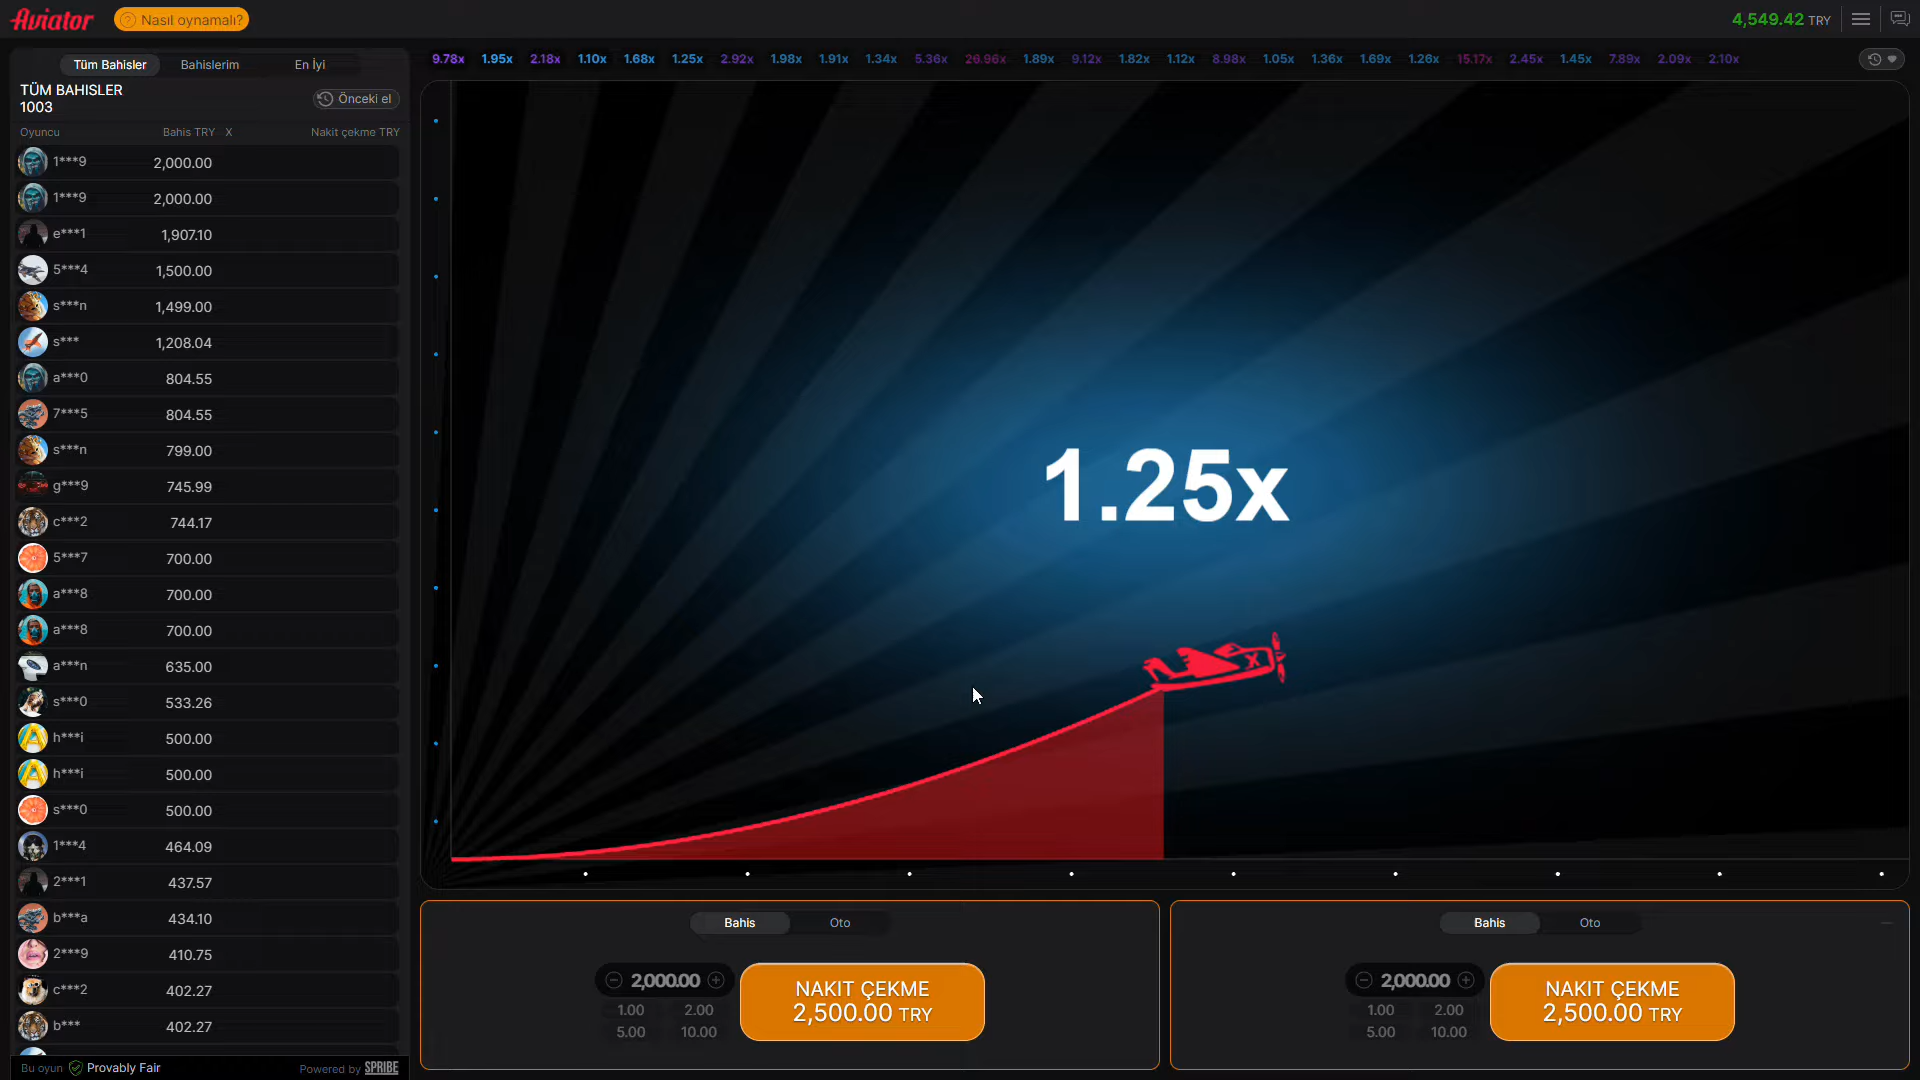 Aviator
? Nasıl oynamalı?
4,549.42 TRY
Tüm Bahisler Bahislerim En İyi
9.78x 1.95x 2.18x 1.10x 1.68x 1.25x 2.92x 1.98x 1.91x 1.34x 5.36x 26.96x 1.89x 9.12x 1.82x 1.12x 8.98x 1.05x 1.36x 1.69x 1.26x 15.17x 2.45x 1.45x 7.89x 2.09x 2.10x
TÜM BAHISLER
1003
Önceki el
Oyuncu Bahis TRY X Nakit çekme TRY
1***9 2,000.00
1***9 2,000.00
e***1 1,907.10
5***4 1,500.00
s***n 1,499.00
s*** 1,208.04
a***0 804.55
7***5 804.55
s***n 799.00
g***9 745.99
c***2 744.17
5***7 700.00
a***8 700.00
a***8 700.00
a***n 635.00
s***0 533.26
h***i 500.00
h***i 500.00
s***0 500.00
1***4 464.09
2***1 437.57
b***a 434.10
2***9 410.75
c***2 402.27
b*** 402.27
Bu oyun Provably Fair
Powered by SPRIBE
1.25x
X
Bahis Oto
2,000.00
1.00 2.00
5.00 10.00
NAKIT ÇEKME
2,500.00 TRY
Bahis Oto
2,000.00
1.00 2.00
5.00 10.00
NAKIT ÇEKME
2,500.00 TRY